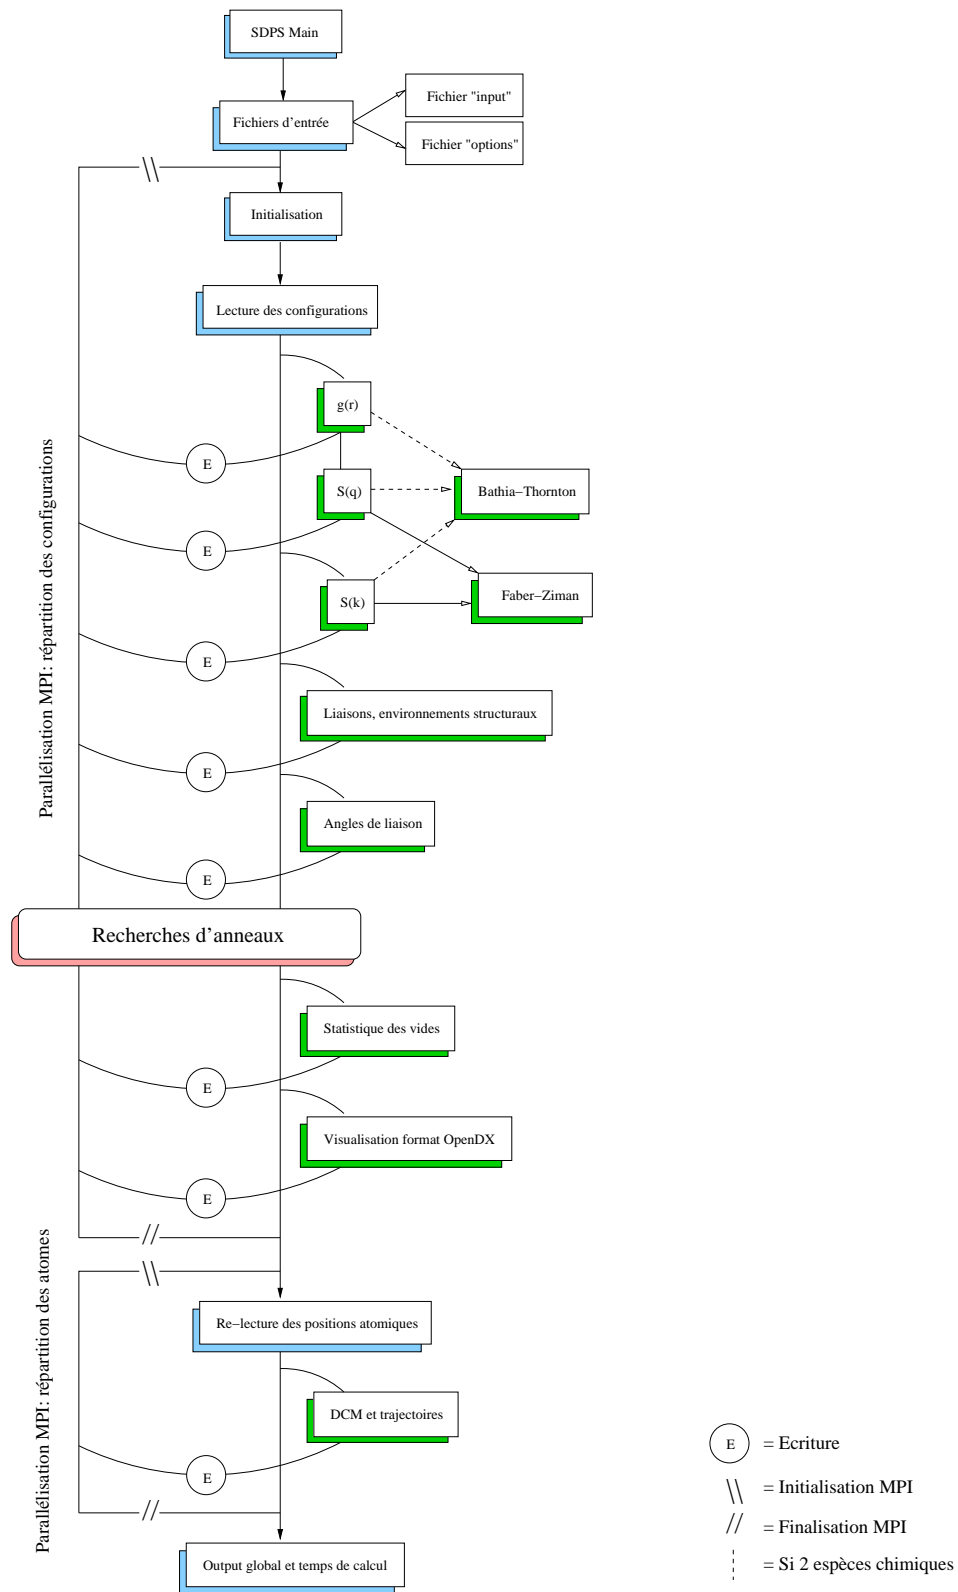 SDPS Main
Fichier "input"
Fichiers d’entrée
Fichier "options"
Initialisation
Lecture des configurations
g(r)
E
S(q)
Bathia−Thornton
E
S(k)
Faber−Ziman
E
Liaisons, environnements structuraux
E
Angles de liaison
E
Parallélisation MPI: répartition des configurations
Recherches d’anneaux
Statistique des vides
E
Visualisation format OpenDX
E
Parallélisation MPI: répartition des atomes
Re−lecture des positions atomiques
DCM et trajectoires
E
Output global et temps de calcul
E = Ecriture
\\ = Initialisation MPI
// = Finalisation MPI
= Si 2 espèces chimiques